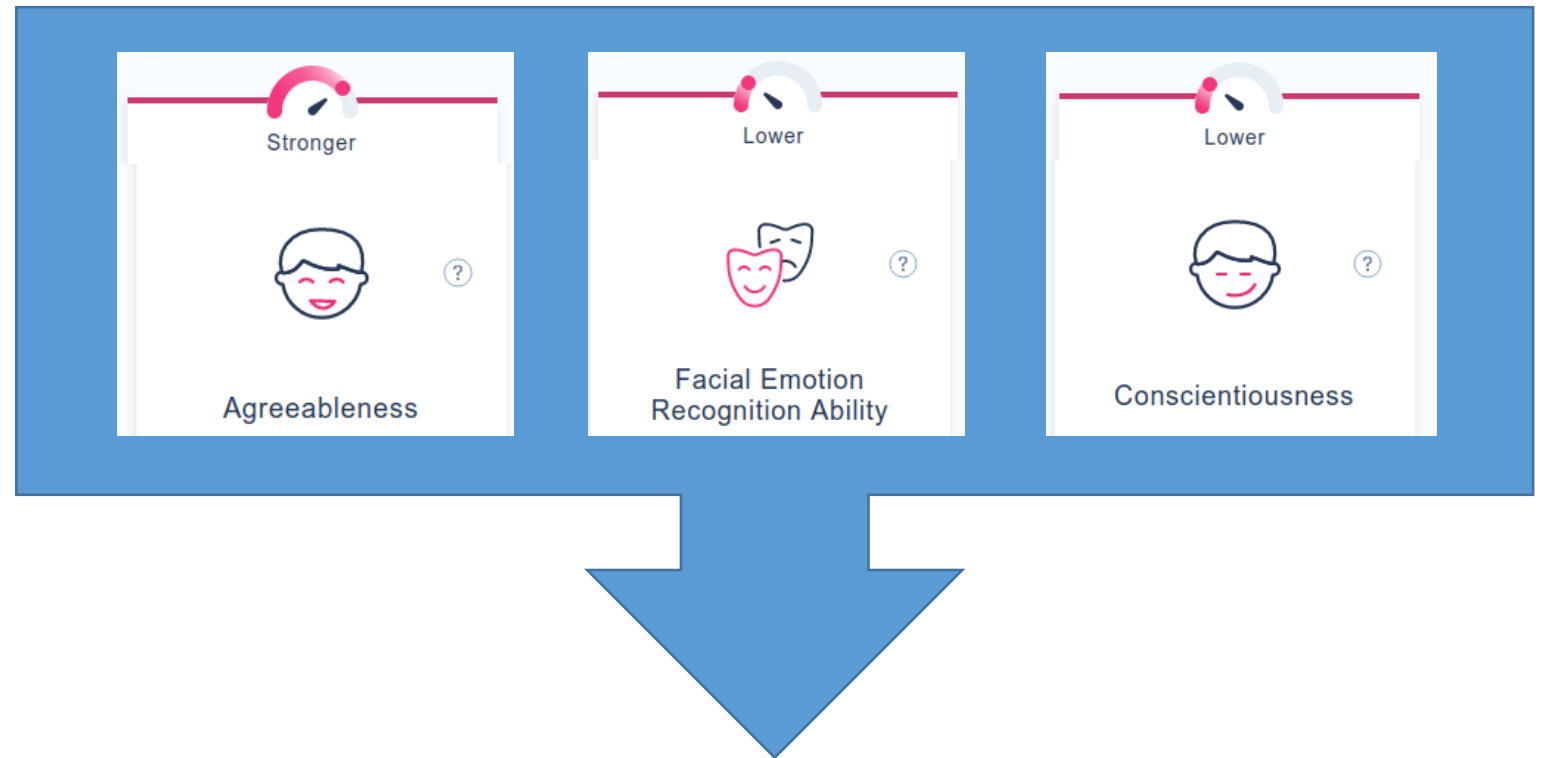 Stronger
?
Agreeableness
Lower
?
Facial Emotion
Recognition Ability
Lower
?
Conscientiousness